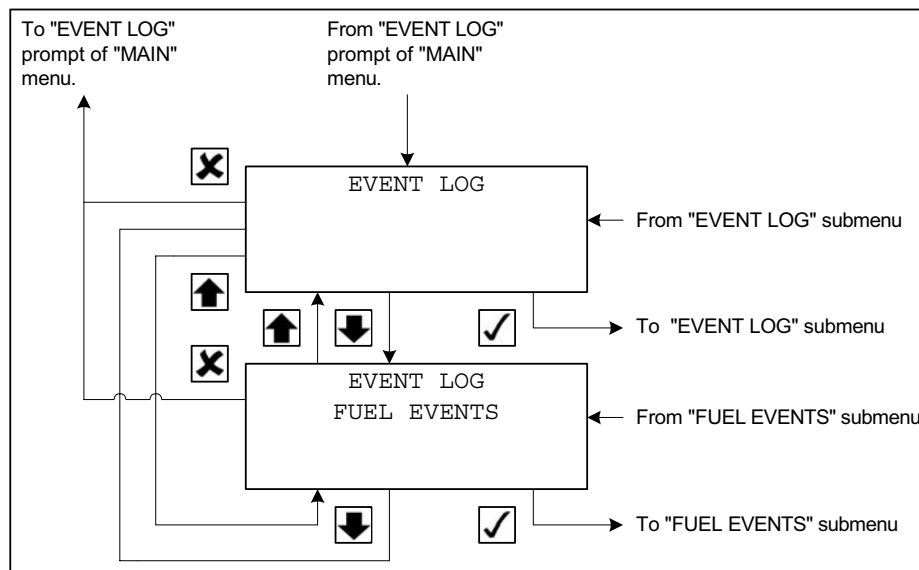 To "EVENT LOG"
prompt of "MAIN"
menu.
From "EVENT LOG"
prompt of "MAIN"
menu.
EVENT LOG
From "EVENT LOG" submenu
To "EVENT LOG" submenu
EVENT LOG
FUEL EVENTS
From "FUEL EVENTS" submenu
To "FUEL EVENTS" submenu